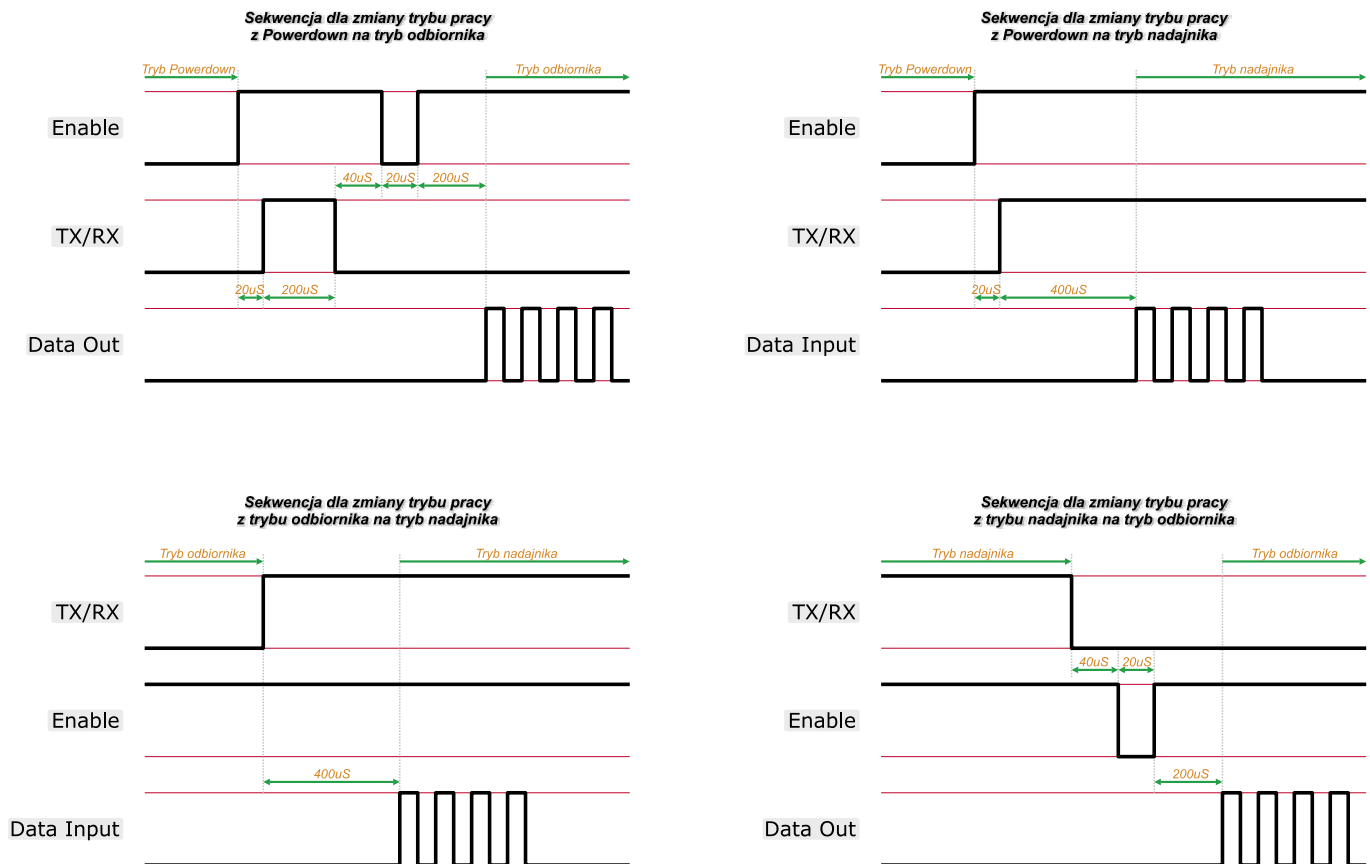 Sekwencja dla zmiany trybu pracy
z Powerdown na tryb odbiornika
Tryb Powerdown
Tryb odbiornika
Enable
40uS
20uS
200uS
TX/RX
20uS
200uS
Data Out
Sekwencja dla zmiany trybu pracy
z Powerdown na tryb nadajnika
Tryb Powerdown
Tryb nadajnika
Enable
TX/RX
20uS
400uS
Data Input
Sekwencja dla zmiany trybu pracy
z trybu odbiornika na tryb nadajnika
Tryb odbiornika
Tryb nadajnika
TX/RX
Enable
400uS
Data Input
Sekwencja dla zmiany trybu pracy
z trybu nadajnika na tryb odbiornika
Tryb nadajnika
Tryb odbiornika
TX/RX
40uS
20uS
Enable
200uS
Data Out